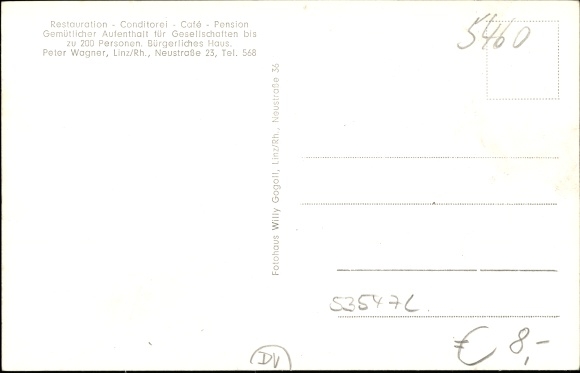 Restauration - Conditorei - Café - Pension
Gemütlicher Aufenthalt für Gesellschaften bis
zu 200 Personen. Bürgerliches Haus.
Peter Wagner, Linz/Rh., Neustraße 23, Tel. 568
5460
Fotohaus Willy Gogoll, Linz/Rh., Neustraße 36
S3547L
€ 8,-
DV